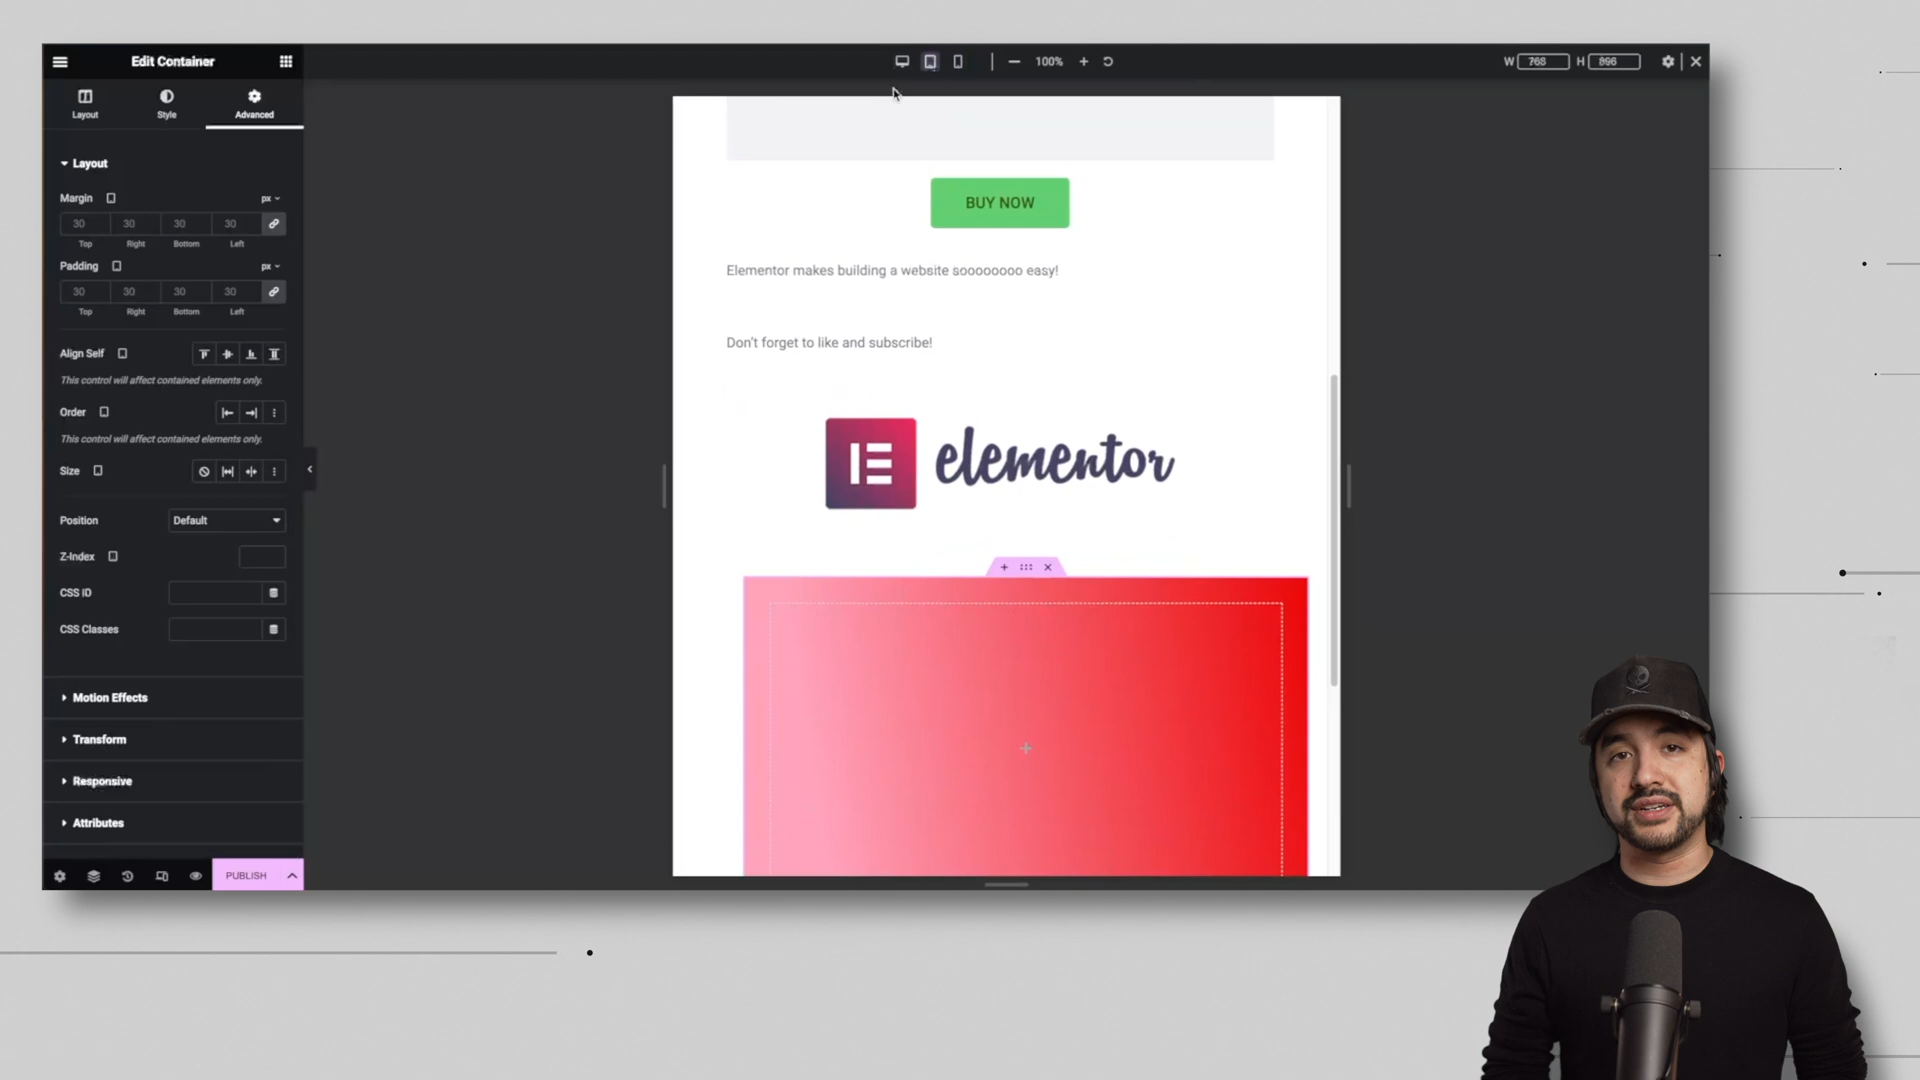 Edit Container
100%
W 768 H 896
Layout
Style
Advanced
Layout
Margin
px
30 30 30 30
Top Right Bottom Left
Padding
px
30 30 30 30
Top Right Bottom Left
Align Self
This control will affect contained elements only.
Order
This control will affect contained elements only.
Size
Position
Default
Z-Index
CSS ID
CSS Classes
Motion Effects
Transform
Responsive
Attributes
PUBLISH
BUY NOW
Elementor makes building a website soooooooo easy!
Don't forget to like and subscribe!
elementor